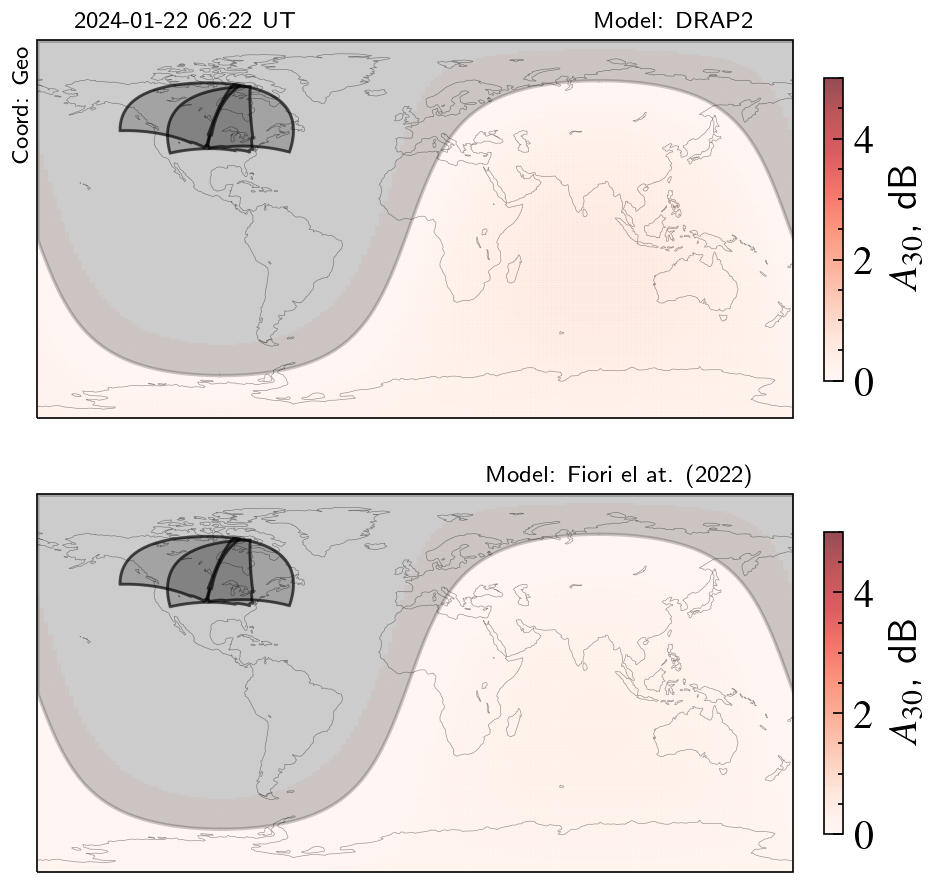 2024-01-22 06:22 UT
Model: DRAP2
Coord: Geo
4
2
0
A30, dB
Model: Fiori el at. (2022)
4
2
0
A30, dB